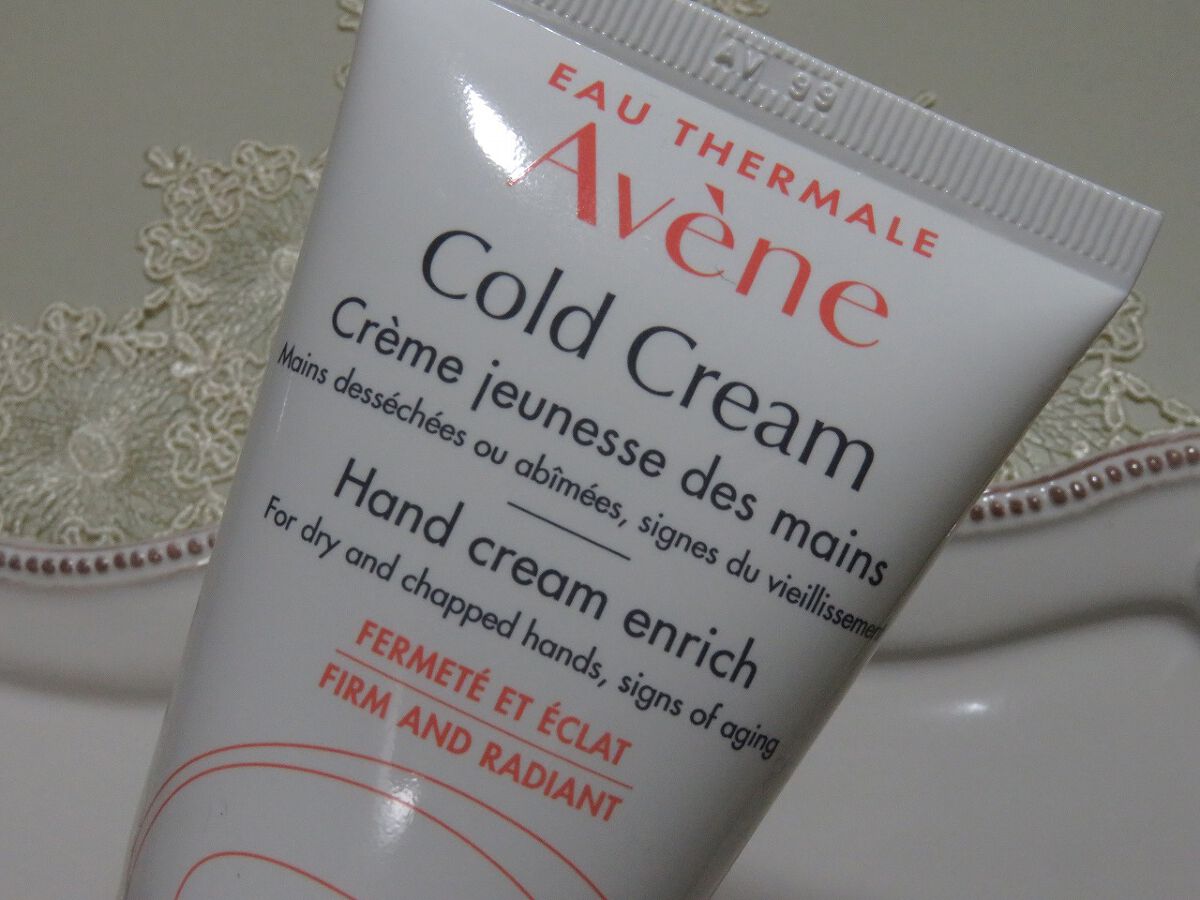 AV 99
EAU THERMALE
Avène
Cold Cream
Crème jeunesse des mains
Mains desséchées ou abîmées, signes du vieillissement
Hand cream enrich
For dry and chapped hands, signs of aging
FERMETÉ ET ÉCLAT
FIRM AND RADIANT